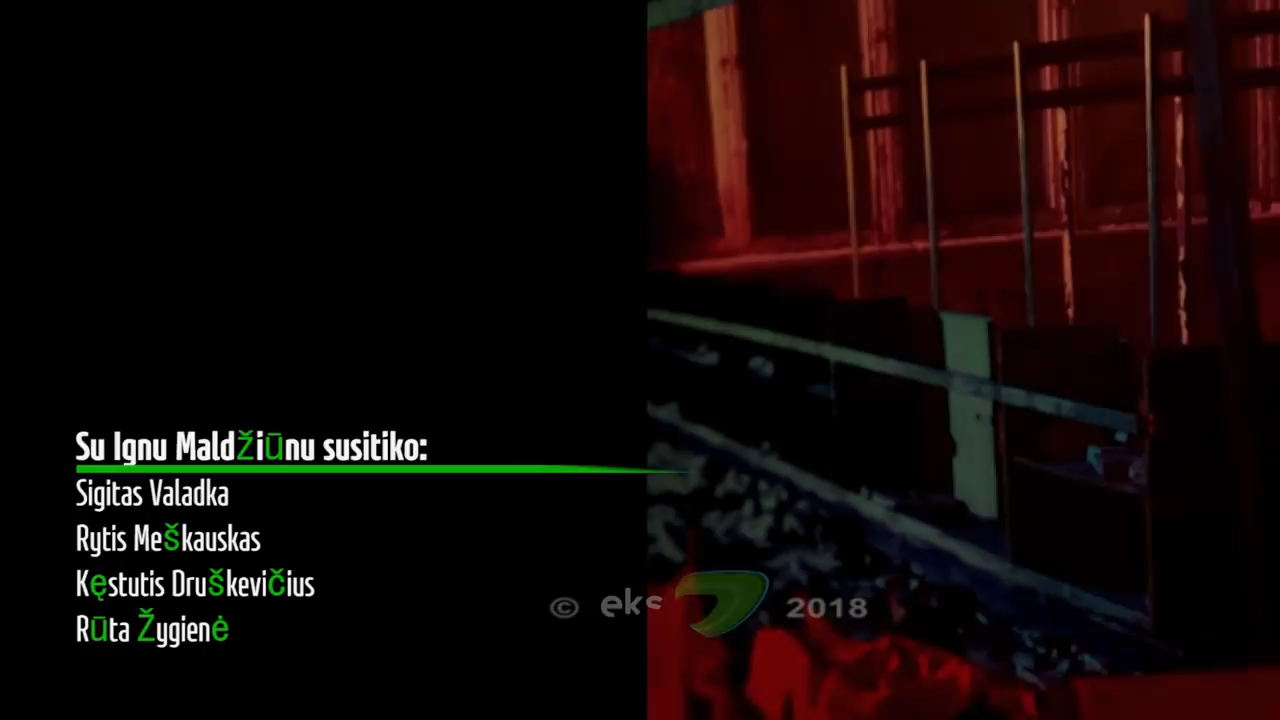 Su Ignu Maldžiūnu susitiko:
Sigitas Valadka
Rytis Meškauskas
Kęstutis Druškevičius
Rūta Žygienė
© eks 2018